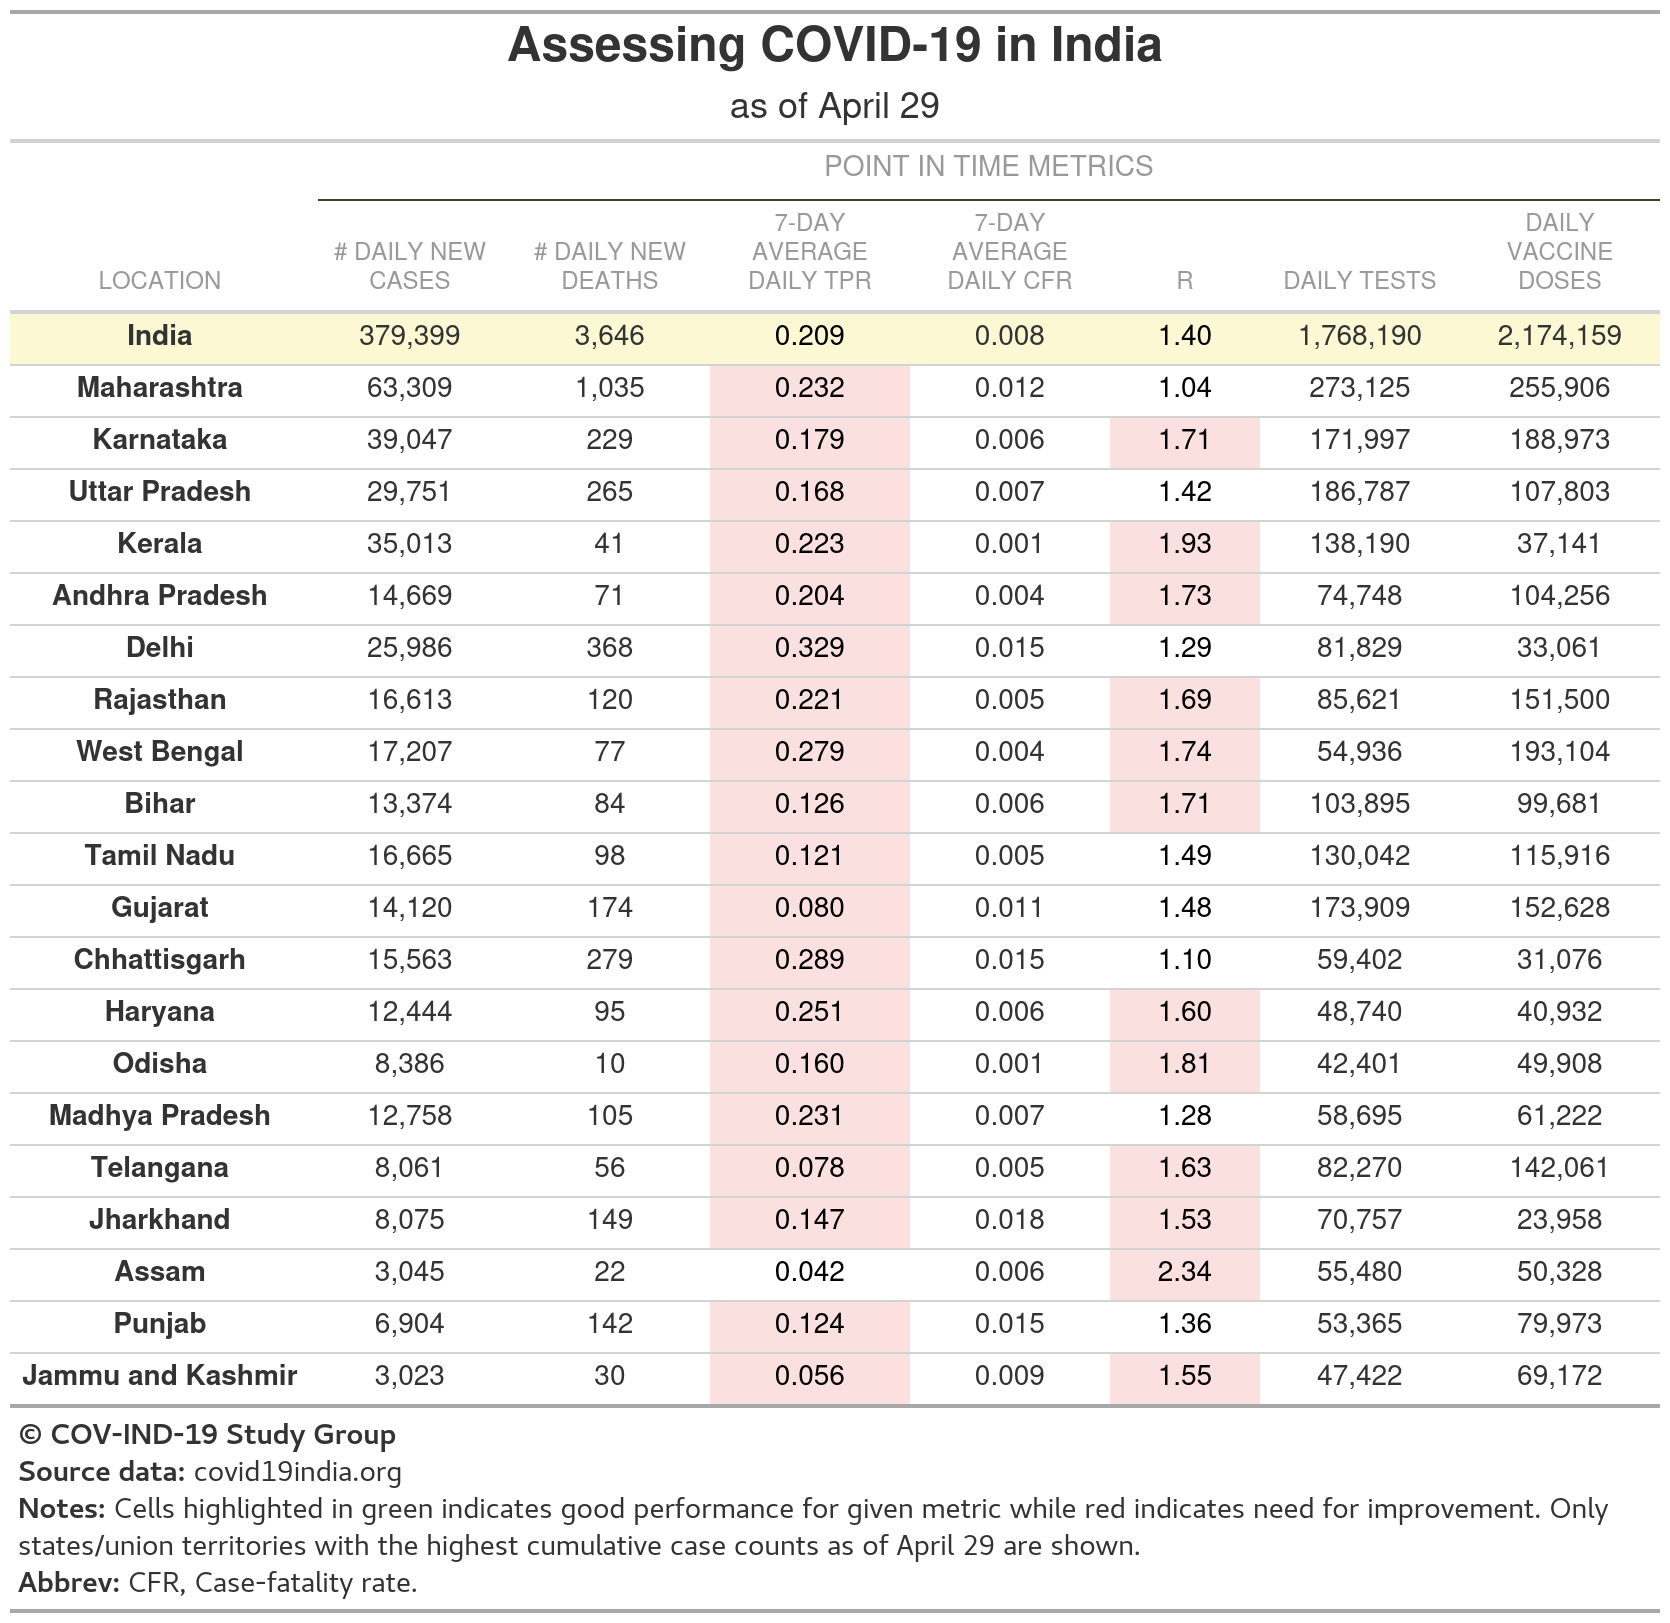 Assessing COVID-19 in India
as of April 29
POINT IN TIME METRICS
LOCATION # DAILY NEW CASES # DAILY NEW DEATHS 7-DAY AVERAGE DAILY TPR 7-DAY AVERAGE DAILY CFR R DAILY TESTS DAILY VACCINE DOSES
India 379,399 3,646 0.209 0.008 1.40 1,768,190 2,174,159
Maharashtra 63,309 1,035 0.232 0.012 1.04 273,125 255,906
Karnataka 39,047 229 0.179 0.006 1.71 171,997 188,973
Uttar Pradesh 29,751 265 0.168 0.007 1.42 186,787 107,803
Kerala 35,013 41 0.223 0.001 1.93 138,190 37,141
Andhra Pradesh 14,669 71 0.204 0.004 1.73 74,748 104,256
Delhi 25,986 368 0.329 0.015 1.29 81,829 33,061
Rajasthan 16,613 120 0.221 0.005 1.69 85,621 151,500
West Bengal 17,207 77 0.279 0.004 1.74 54,936 193,104
Bihar 13,374 84 0.126 0.006 1.71 103,895 99,681
Tamil Nadu 16,665 98 0.121 0.005 1.49 130,042 115,916
Gujarat 14,120 174 0.080 0.011 1.48 173,909 152,628
Chhattisgarh 15,563 279 0.289 0.015 1.10 59,402 31,076
Haryana 12,444 95 0.251 0.006 1.60 48,740 40,932
Odisha 8,386 10 0.160 0.001 1.81 42,401 49,908
Madhya Pradesh 12,758 105 0.231 0.007 1.28 58,695 61,222
Telangana 8,061 56 0.078 0.005 1.63 82,270 142,061
Jharkhand 8,075 149 0.147 0.018 1.53 70,757 23,958
Assam 3,045 22 0.042 0.006 2.34 55,480 50,328
Punjab 6,904 142 0.124 0.015 1.36 53,365 79,973
Jammu and Kashmir 3,023 30 0.056 0.009 1.55 47,422 69,172
© COV-IND-19 Study Group
Source data: covid19india.org
Notes: Cells highlighted in green indicates good performance for given metric while red indicates need for improvement. Only
states/union territories with the highest cumulative case counts as of April 29 are shown.
Abbrev: CFR, Case-fatality rate.